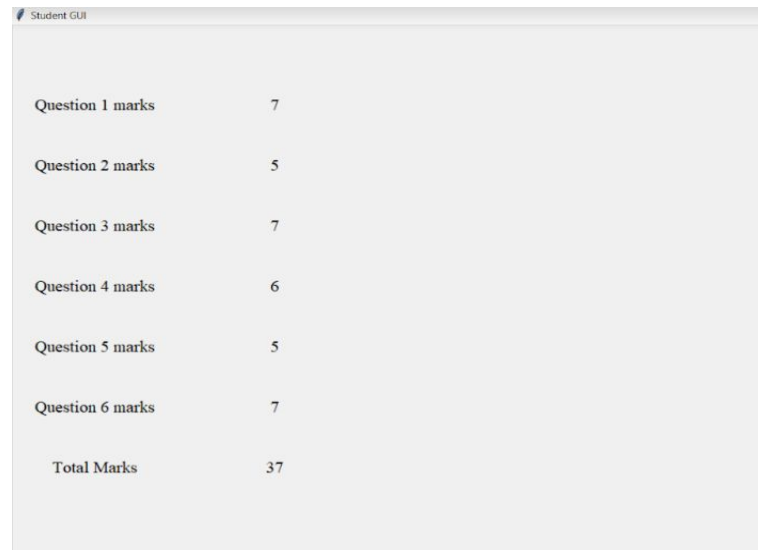 Student GUI
Question 1 marks 7
Question 2 marks 5
Question 3 marks 7
Question 4 marks 6
Question 5 marks 5
Question 6 marks 7
Total Marks 37